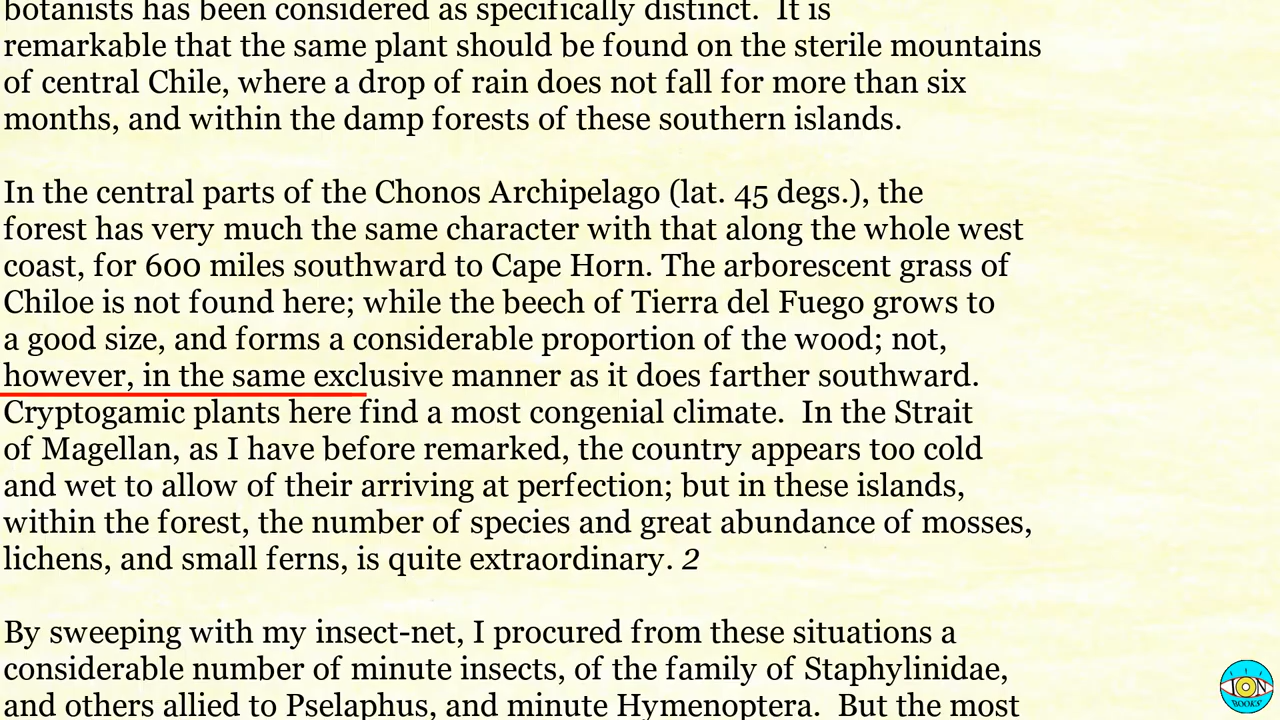 botanists has been considered as specifically distinct.  It is
remarkable that the same plant should be found on the sterile mountains
of central Chile, where a drop of rain does not fall for more than six
months, and within the damp forests of these southern islands.

In the central parts of the Chonos Archipelago (lat. 45 degs.), the
forest has very much the same character with that along the whole west
coast, for 600 miles southward to Cape Horn. The arborescent grass of
Chiloe is not found here; while the beech of Tierra del Fuego grows to
a good size, and forms a considerable proportion of the wood; not,
however, in the same exclusive manner as it does farther southward.
Cryptogamic plants here find a most congenial climate.  In the Strait
of Magellan, as I have before remarked, the country appears too cold
and wet to allow of their arriving at perfection; but in these islands,
within the forest, the number of species and great abundance of mosses,
lichens, and small ferns, is quite extraordinary. 2

By sweeping with my insect-net, I procured from these situations a
considerable number of minute insects, of the family of Staphylinidae,
and others allied to Pselaphus, and minute Hymenoptera.  But the most
ION
BOOKS